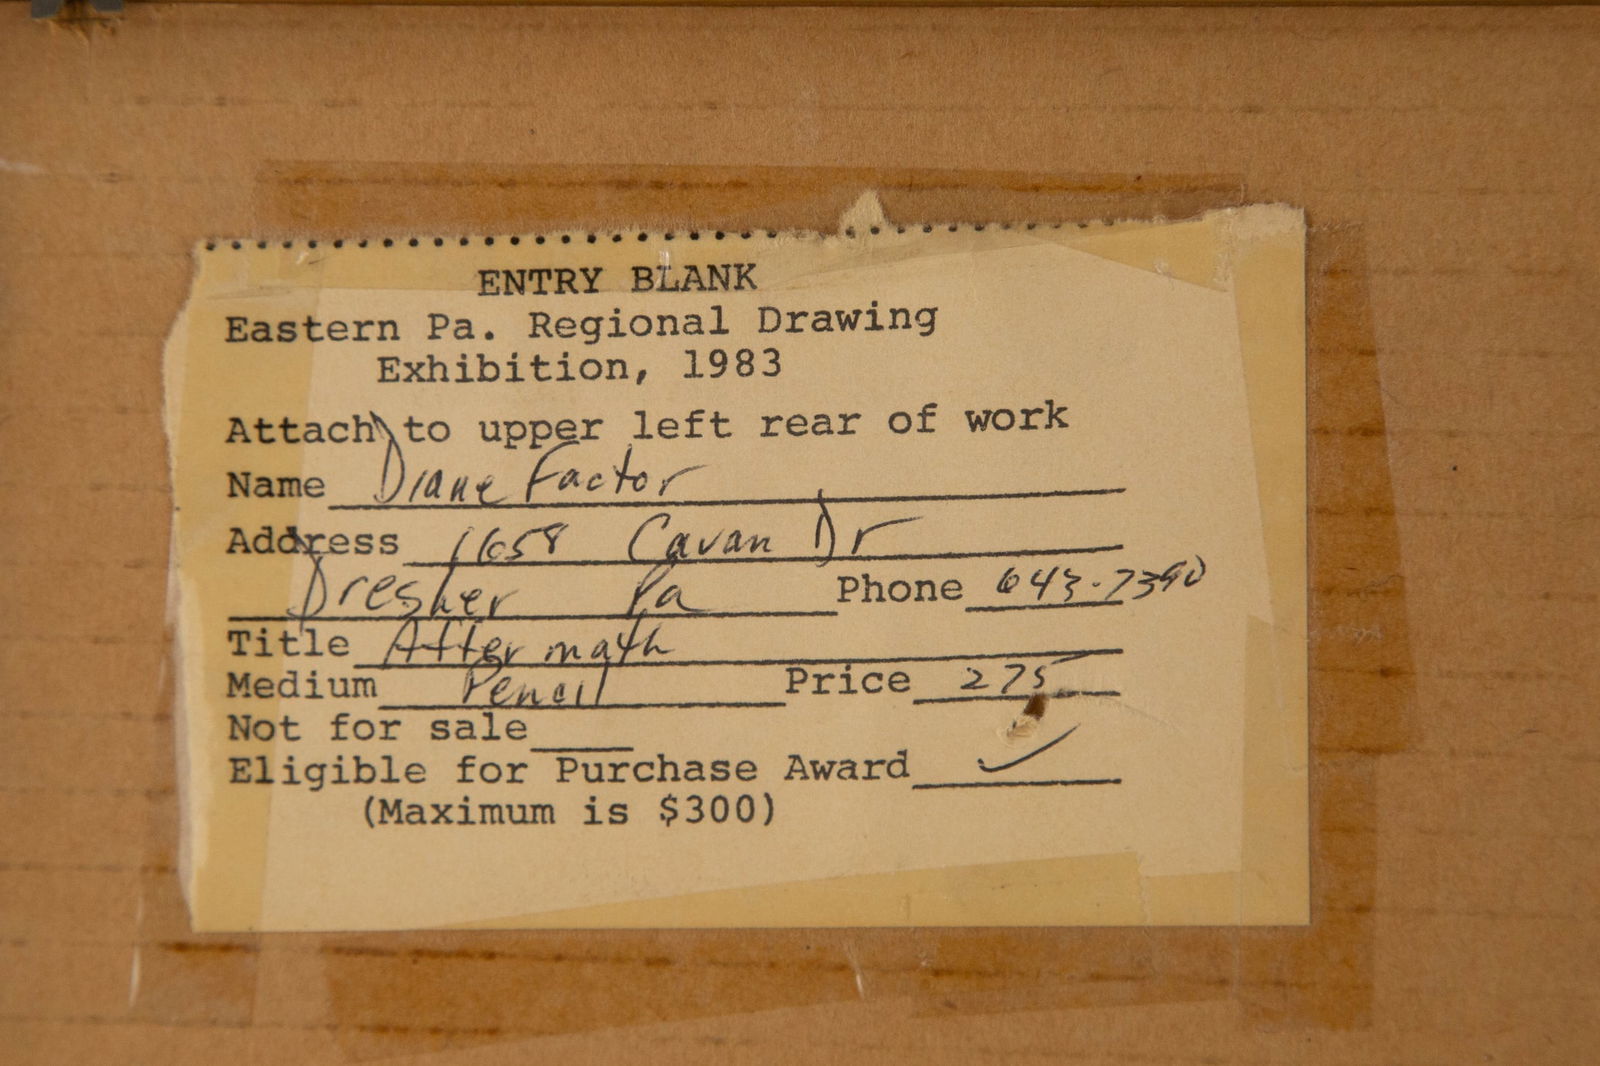 ENTRY BLANK
Eastern Pa. Regional Drawing
Exhibition, 1983
Attach to upper left rear of work
Name Diane Factor
Address 1658 Cavan Dr
Dresher Pa Phone 643-7390
Title Aftermath
Medium Pencil Price 275
Not for sale
Eligible for Purchase Award ✓
(Maximum is $300)